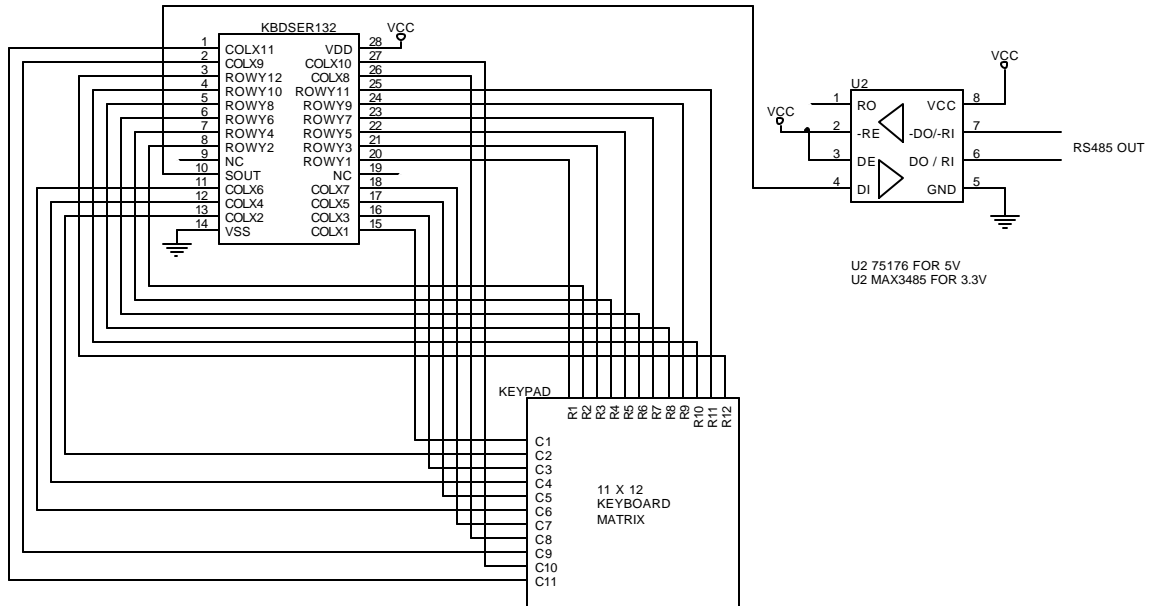 KBDSER132
VCC
1 COLX11 VDD 28
2 COLX9 COLX10 27
3 ROWY12 COLX8 26
4 ROWY10 ROWY11 25
5 ROWY8 ROWY9 24
6 ROWY6 ROWY7 23
7 ROWY4 ROWY5 22
8 ROWY2 ROWY3 21
9 NC ROWY1 20
10 SOUT NC 19
11 COLX6 COLX7 18
12 COLX4 COLX5 17
13 COLX2 COLX3 16
14 VSS COLX1 15
VCC
U2
VCC
1 RO VCC 8
2 -RE -DO/-RI 7
3 DE DO / RI 6
4 DI GND 5
RS485 OUT
U2 75176 FOR 5V
U2 MAX3485 FOR 3.3V
KEYPAD
R1 R2 R3 R4 R5 R6 R7 R8 R9 R10 R11 R12
C1
C2
C3
C4
C5
C6
C7
C8
C9
C10
C11
11 X 12
KEYBOARD
MATRIX